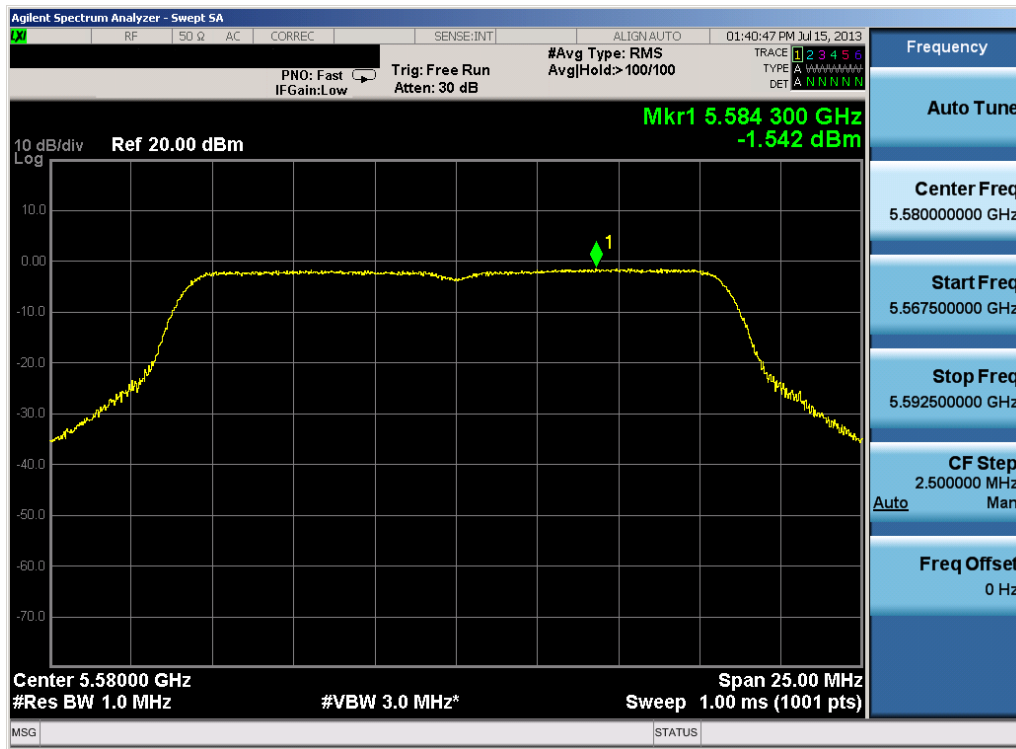 Agilent Spectrum Analyzer - Swept SA
LXI RF 50 Ω AC CORREC SENSE:INT ALIGN AUTO 01:40:47 PM Jul 15, 2013
PNO: Fast
IFGain:Low
Trig: Free Run
Atten: 30 dB
#Avg Type: RMS
Avg|Hold:>100/100
TRACE 1 2 3 4 5 6
TYPE A WWWWW
DET A N N N N N
Mkr1 5.584 300 GHz
-1.542 dBm
10 dB/div Ref 20.00 dBm
Log
10.0
0.00
-10.0
-20.0
-30.0
-40.0
-50.0
-60.0
-70.0
1
Center 5.58000 GHz Span 25.00 MHz
#Res BW 1.0 MHz #VBW 3.0 MHz* Sweep 1.00 ms (1001 pts)
MSG STATUS
Frequency
Auto Tune
Center Freq
5.580000000 GHz
Start Freq
5.567500000 GHz
Stop Freq
5.592500000 GHz
CF Step
2.500000 MHz
Auto Man
Freq Offset
0 Hz